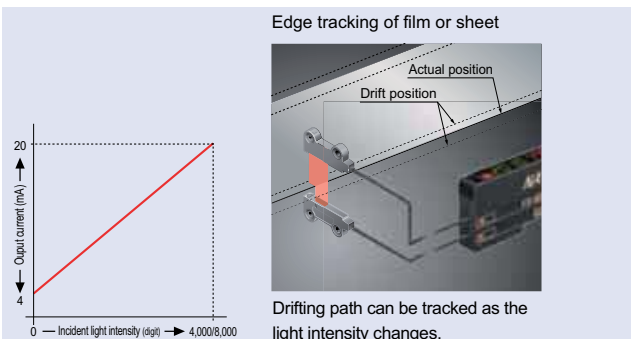 Edge tracking of film or sheet
Actual position
Drift position
20
Ouput current (mA)
4
0 — Incident light intensity (digit) 4,000/8,000
Drifting path can be tracked as the
light intensity changes.